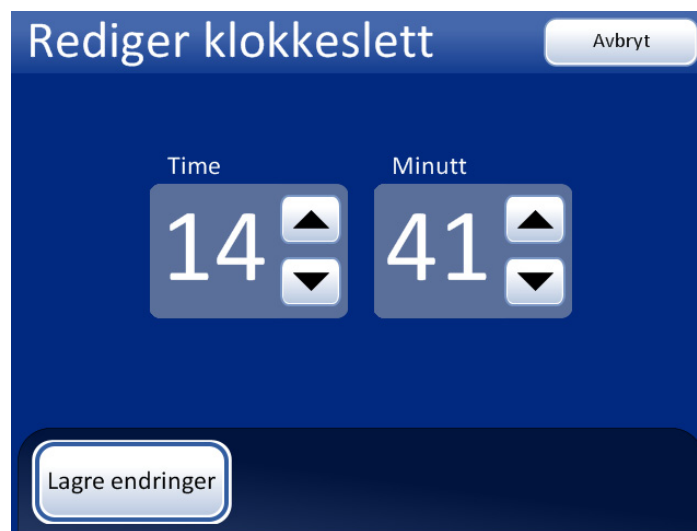 Rediger klokkeslett
Avbryt
Time
Minutt
14
41
Lagre endringer